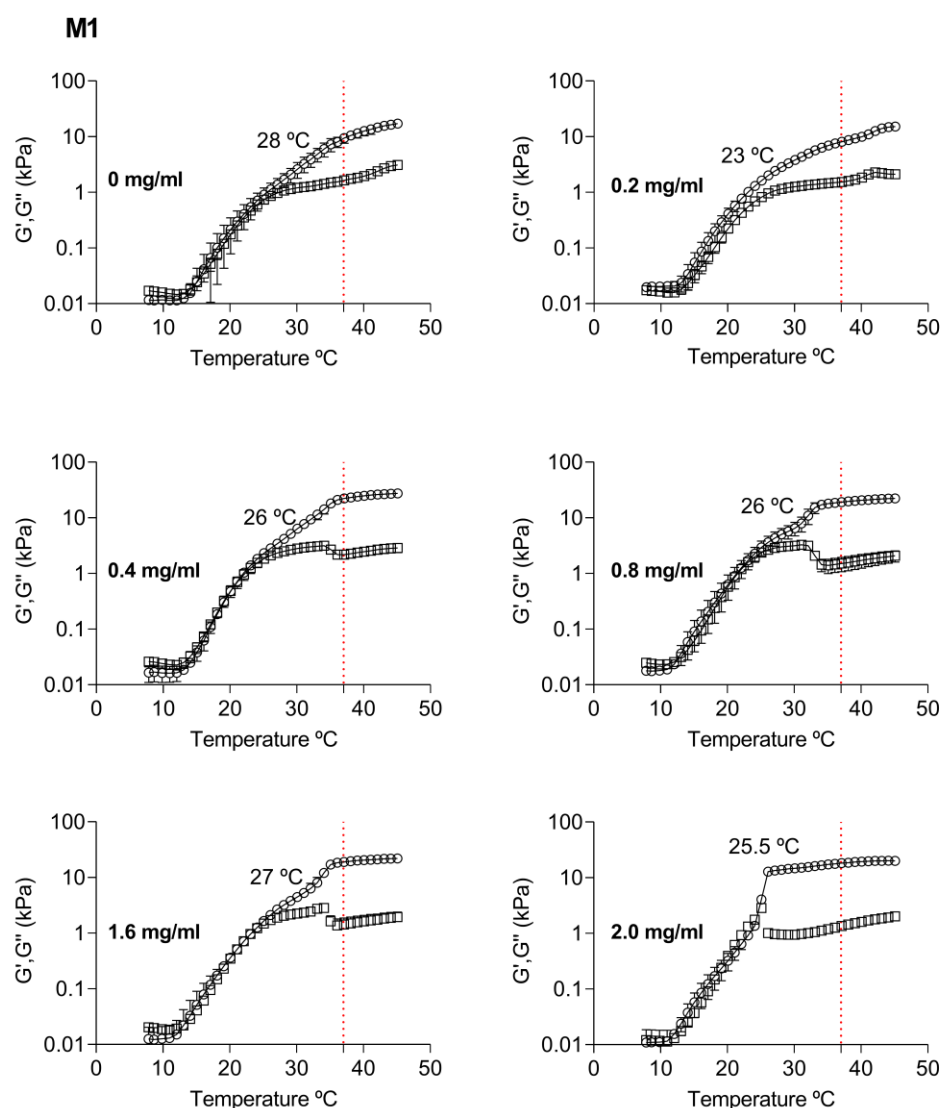 M1
100
10
1
0.1
0.01
G',G'' (kPa)
0 mg/ml
28 ºC
0 10 20 30 40 50
Temperature ºC
100
10
1
0.1
0.01
G',G'' (kPa)
0.2 mg/ml
23 ºC
0 10 20 30 40 50
Temperature ºC
100
10
1
0.1
0.01
G',G'' (kPa)
0.4 mg/ml
26 ºC
0 10 20 30 40 50
Temperature ºC
100
10
1
0.1
0.01
G',G'' (kPa)
0.8 mg/ml
26 ºC
0 10 20 30 40 50
Temperature ºC
100
10
1
0.1
0.01
G',G'' (kPa)
1.6 mg/ml
27 ºC
0 10 20 30 40 50
Temperature ºC
100
10
1
0.1
0.01
G',G'' (kPa)
2.0 mg/ml
25.5 ºC
0 10 20 30 40 50
Temperature ºC